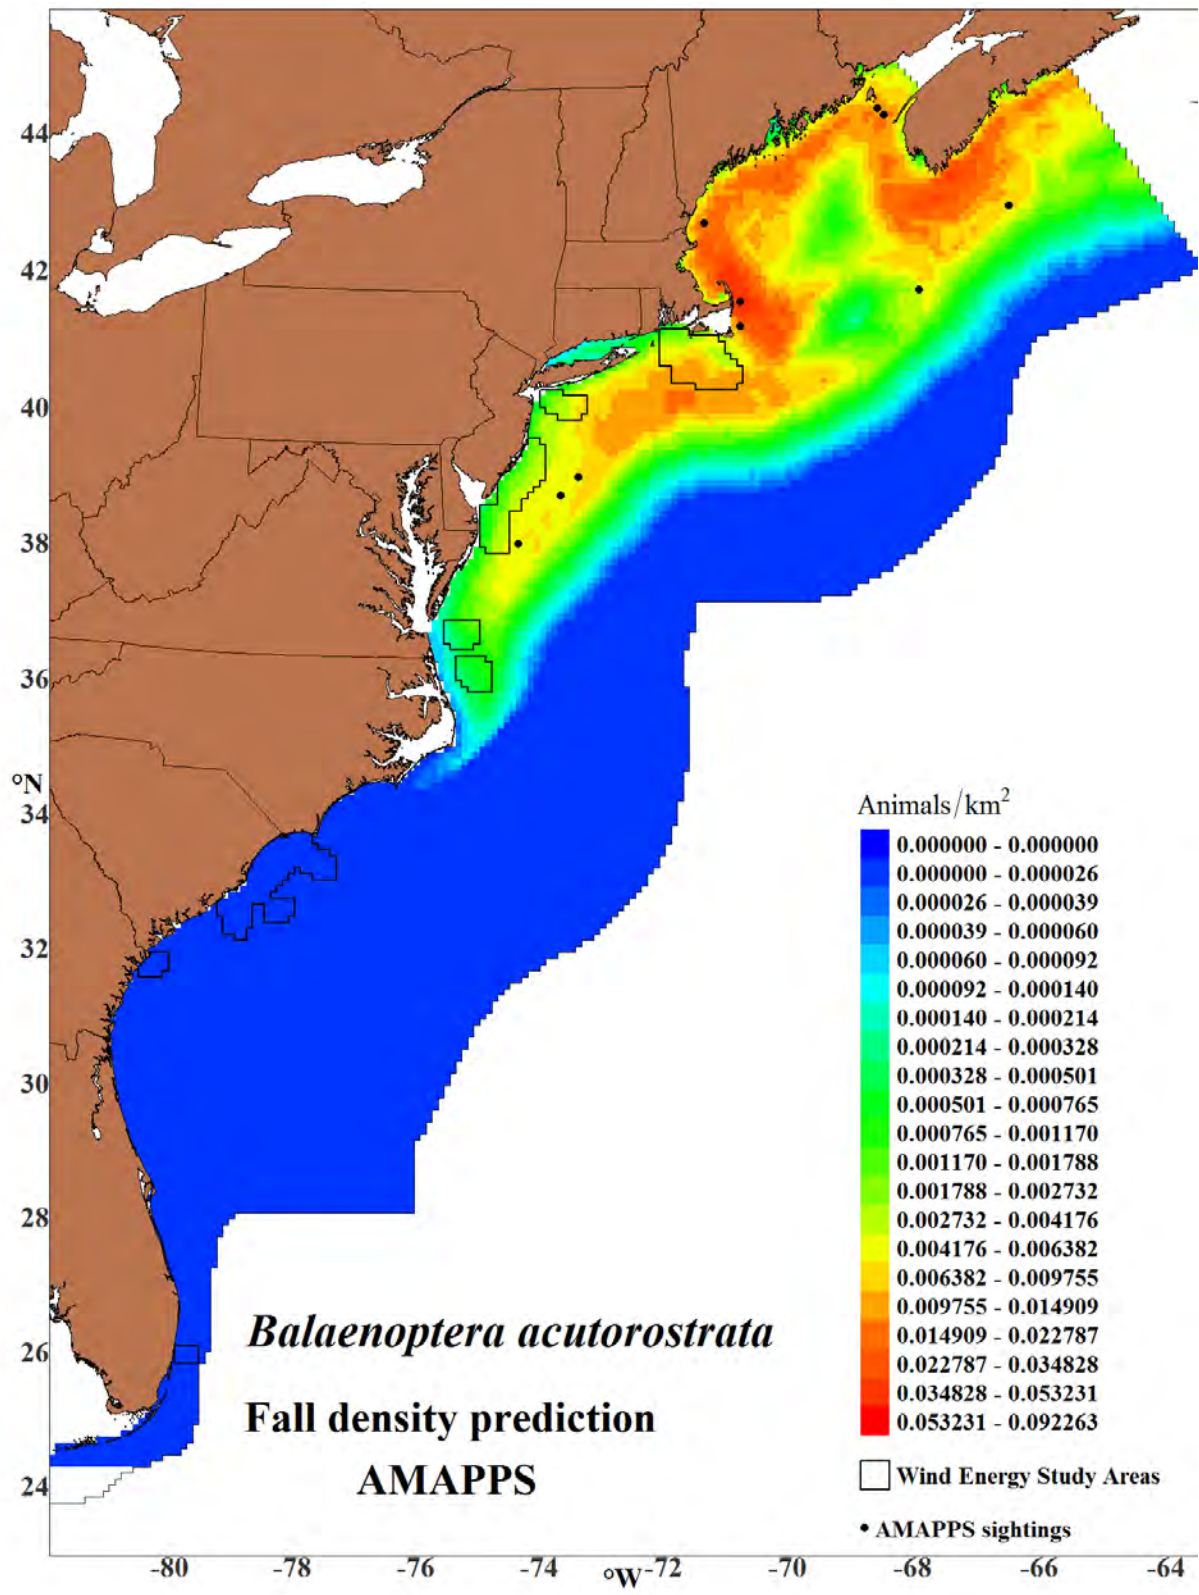 44
42
40
38
36
°N
34
32
30
28
26
24
-80
-78
-76
-74
°W
-72
-70
-68
-66
-64
Animals/km²
0.000000 - 0.000000
0.000000 - 0.000026
0.000026 - 0.000039
0.000039 - 0.000060
0.000060 - 0.000092
0.000092 - 0.000140
0.000140 - 0.000214
0.000214 - 0.000328
0.000328 - 0.000501
0.000501 - 0.000765
0.000765 - 0.001170
0.001170 - 0.001788
0.001788 - 0.002732
0.002732 - 0.004176
0.004176 - 0.006382
0.006382 - 0.009755
0.009755 - 0.014909
0.014909 - 0.022787
0.022787 - 0.034828
0.034828 - 0.053231
0.053231 - 0.092263
Wind Energy Study Areas
AMAPPS sightings
Balaenoptera acutorostrata
Fall density prediction
AMAPPS